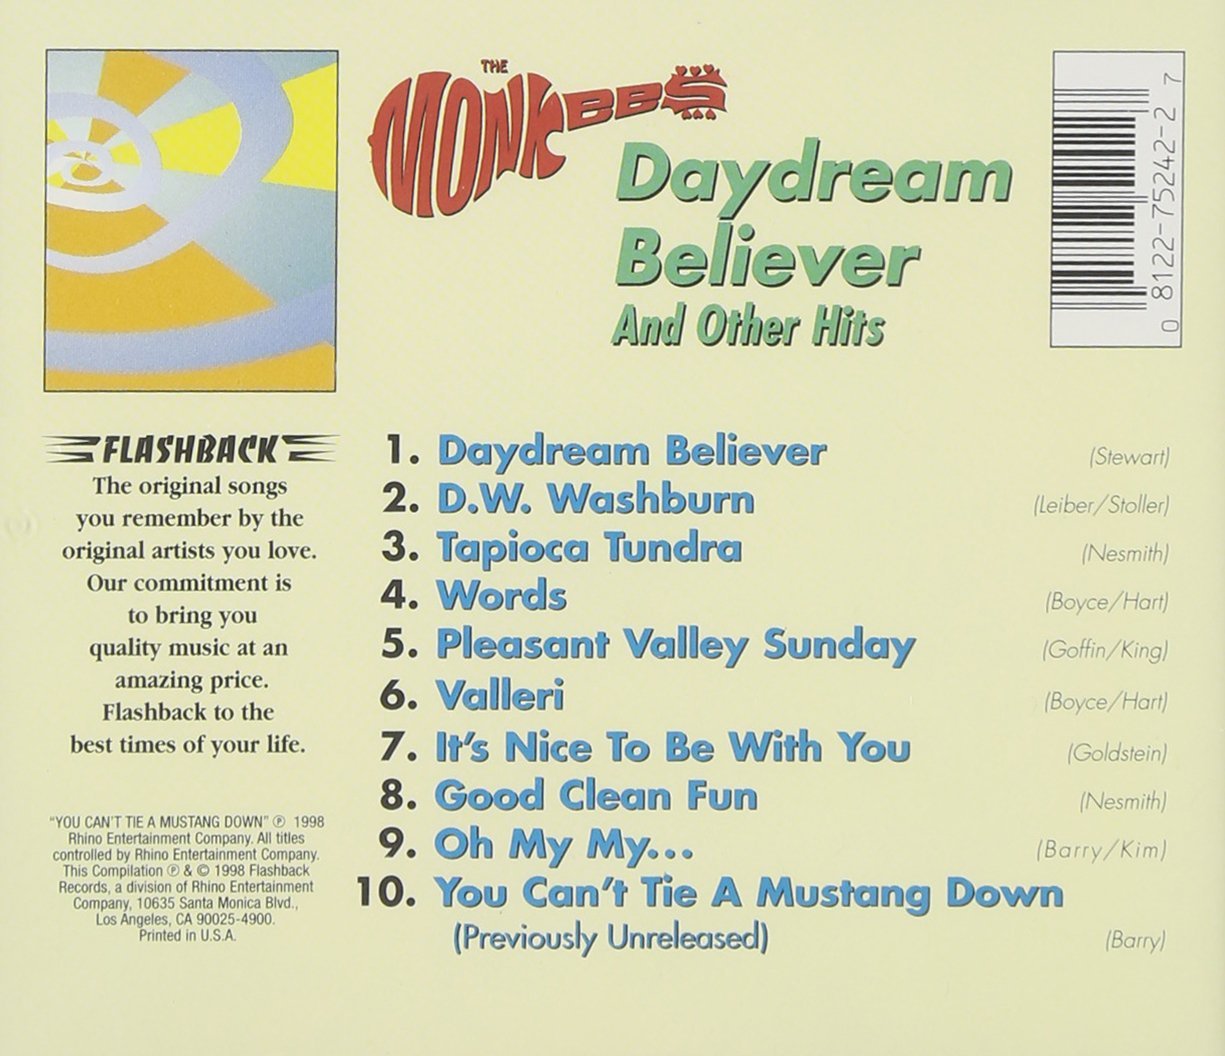 THE
MONKEES
Daydream
Believer
And Other Hits
0 8122-75242-2 7
FLASHBACK
The original songs
you remember by the
original artists you love.
Our commitment is
to bring you
quality music at an
amazing price.
Flashback to the
best times of your life.
"YOU CAN'T TIE A MUSTANG DOWN" ℗ 1998
Rhino Entertainment Company. All titles
controlled by Rhino Entertainment Company.
This Compilation ℗ & © 1998 Flashback
Records, a division of Rhino Entertainment
Company, 10635 Santa Monica Blvd.,
Los Angeles, CA 90025-4900.
Printed in U.S.A.
1. Daydream Believer (Stewart)
2. D.W. Washburn (Leiber/Stoller)
3. Tapioca Tundra (Nesmith)
4. Words (Boyce/Hart)
5. Pleasant Valley Sunday (Goffin/King)
6. Valleri (Boyce/Hart)
7. It's Nice To Be With You (Goldstein)
8. Good Clean Fun (Nesmith)
9. Oh My My... (Barry/Kim)
10. You Can't Tie A Mustang Down
(Previously Unreleased) (Barry)